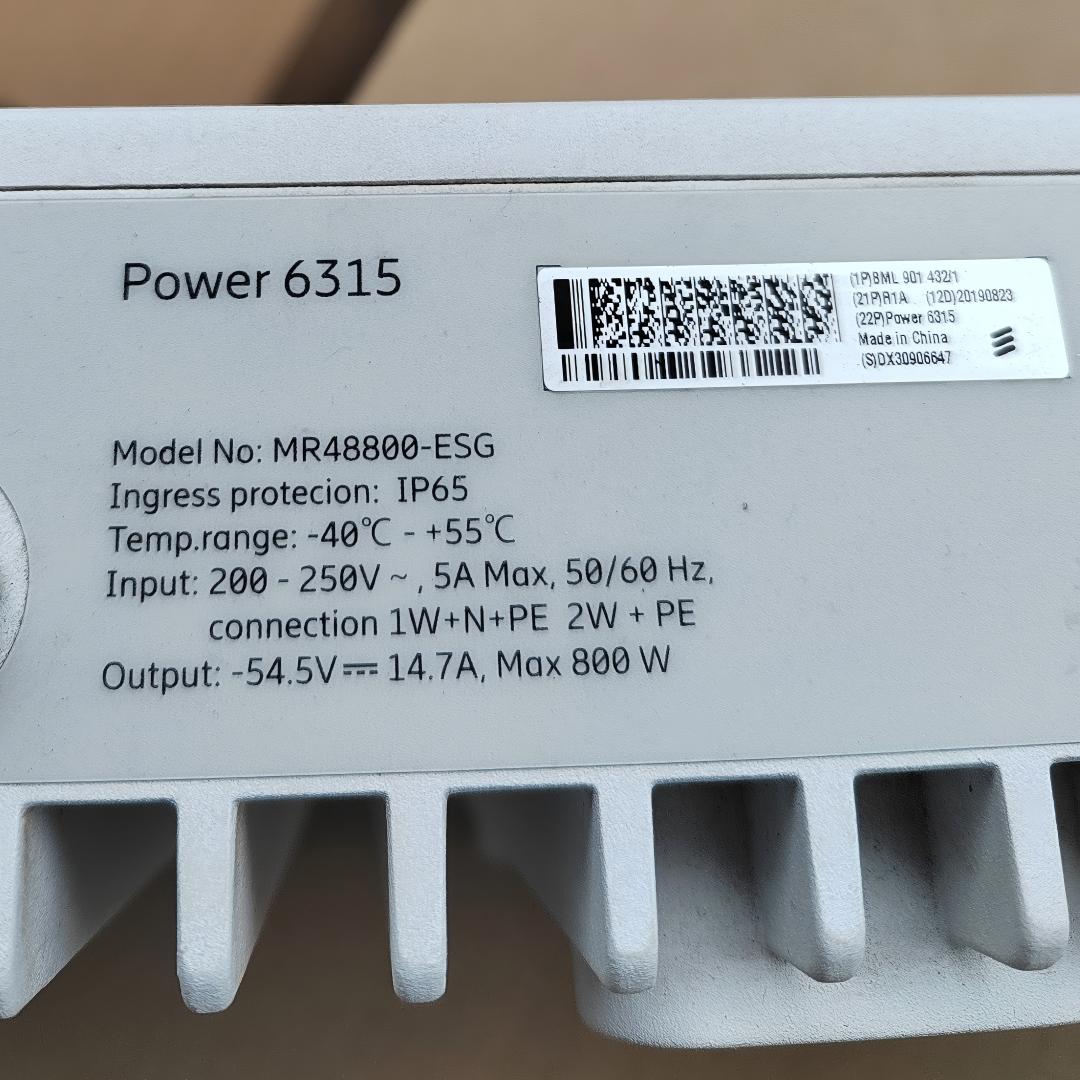 Power 6315
(1P)8ML 901 432/1
(21P)R1A (12D)20190823
(22P)Power 6315
Made in China
(S)DX30906647
Model No: MR48800-ESG
Ingress protecion: IP65
Temp.range: -40℃ - +55℃
Input: 200 - 250V ~ , 5A Max, 50/60 Hz,
connection 1W+N+PE 2W + PE
Output: -54.5V⎓ 14.7A, Max 800 W